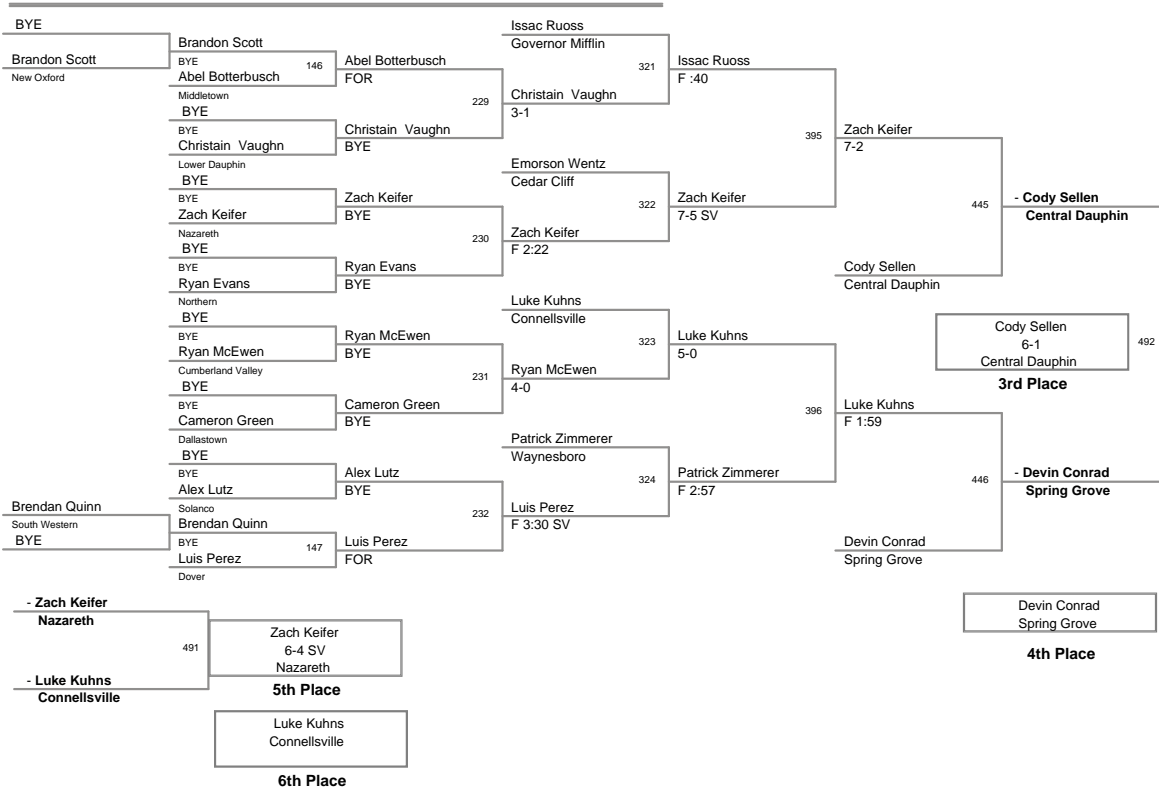 BYE
Brandon Scott
New Oxford
Brandon Scott
BYE
146
Abel Botterbusch
Middletown
BYE
BYE
Christain  Vaughn
Lower Dauphin
BYE
BYE
Zach Keifer
Nazareth
BYE
BYE
Ryan Evans
Northern
BYE
BYE
Ryan McEwen
Cumberland Valley
BYE
BYE
Cameron Green
Dallastown
BYE
BYE
Alex Lutz
Solanco
Brendan Quinn
South Western
BYE
Brendan Quinn
BYE
147
Luis Perez
Dover
Abel Botterbusch
FOR
229
Christain  Vaughn
BYE
Zach Keifer
BYE
230
Ryan Evans
BYE
Ryan McEwen
BYE
231
Cameron Green
BYE
Alex Lutz
BYE
232
Luis Perez
FOR
Issac Ruoss
Governor Mifflin
321
Christain  Vaughn
3-1
Emorson Wentz
Cedar Cliff
322
Zach Keifer
F 2:22
Luke Kuhns
Connellsville
323
Ryan McEwen
4-0
Patrick Zimmerer
Waynesboro
324
Luis Perez
F 3:30 SV
Issac Ruoss
F :40
395
Zach Keifer
7-5 SV
Luke Kuhns
5-0
396
Patrick Zimmerer
F 2:57
Zach Keifer
7-2
445
Cody Sellen
Central Dauphin
Luke Kuhns
F 1:59
446
Devin Conrad
Spring Grove
- Cody Sellen
Central Dauphin
Cody Sellen
6-1
Central Dauphin
492
3rd Place
- Devin Conrad
Spring Grove
Devin Conrad
Spring Grove
4th Place
- Zach Keifer
Nazareth
491
- Luke Kuhns
Connellsville
Zach Keifer
6-4 SV
Nazareth
5th Place
Luke Kuhns
Connellsville
6th Place